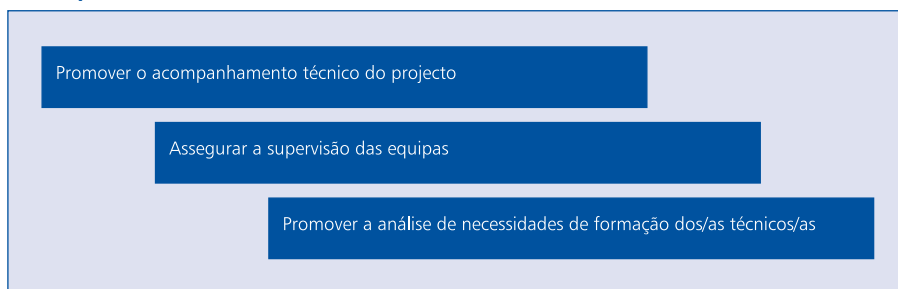 Promover o acompanhamento técnico do projecto
Assegurar a supervisão das equipas
Promover a análise de necessidades de formação dos/as técnicos/as